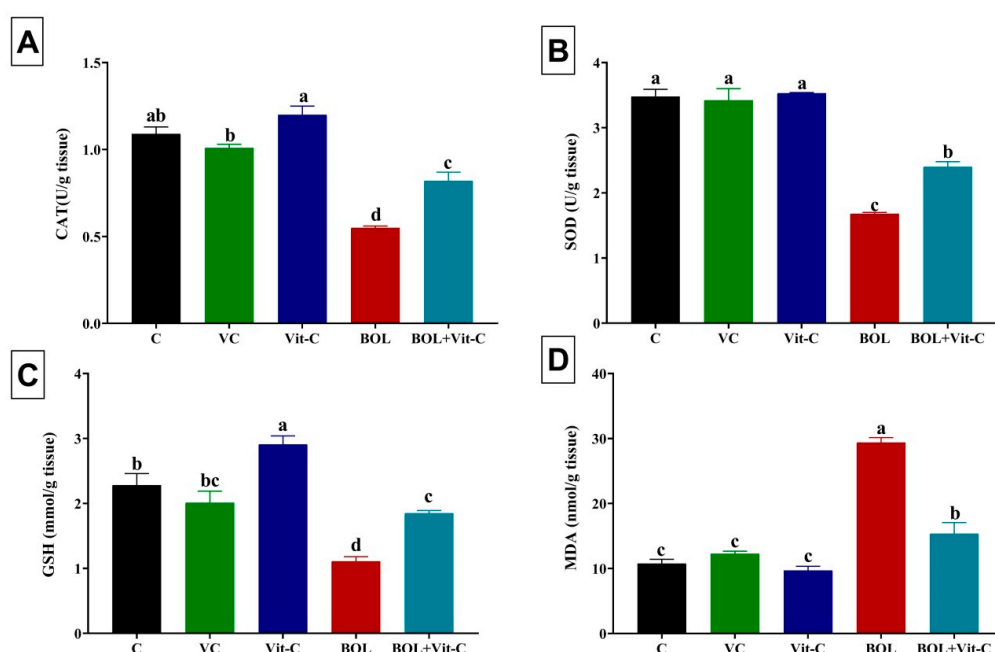 A
CAT(U/g tissue)
1.5
1.0
0.5
0.0
ab
b
a
d
c
C VC Vit-C BOL BOL+Vit-C
B
SOD (U/g tissue)
4
3
2
1
0
a
a
a
c
b
C VC Vit-C BOL BOL+Vit-C
C
GSH (mmol/g tissue)
4
3
2
1
0
b
bc
a
d
c
C VC Vit-C BOL BOL+Vit-C
D
MDA (nmol/g tissue)
40
30
20
10
0
c
c
c
a
b
C VC Vit-C BOL BOL+Vit-C